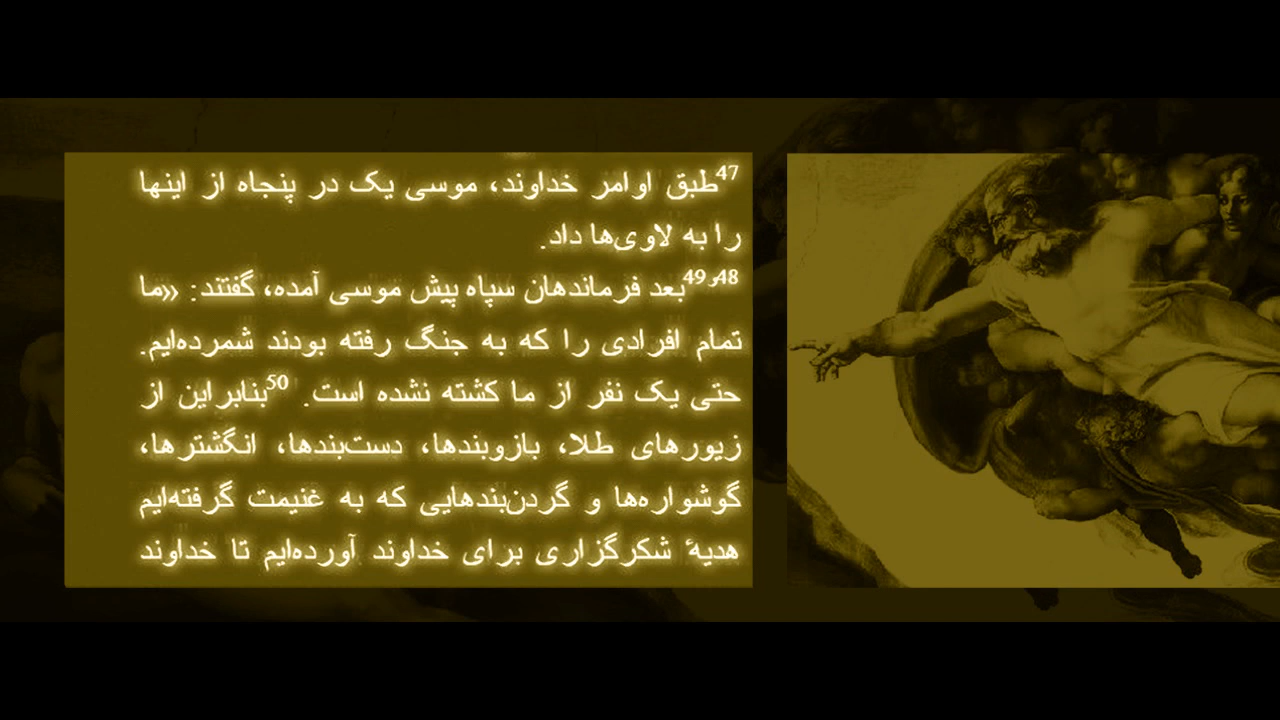 47طبق اوامر خداوند، موسی یک در پنجاه از اینها
را به لاوی‌ها داد.
48و49بعد فرماندهان سپاه پیش موسی آمده، گفتند: «ما
تمام افرادی را که به جنگ رفته بودند شمرده‌ایم.
حتی یک نفر از ما کشته نشده است. 50بنابراین از
زیورهای طلا، بازوبندها، دست‌بندها، انگشترها،
گوشواره‌ها و گردن‌بندهایی که به غنیمت گرفته‌ایم
هدیهٔ شکرگزاری برای خداوند آورده‌ایم تا خداوند